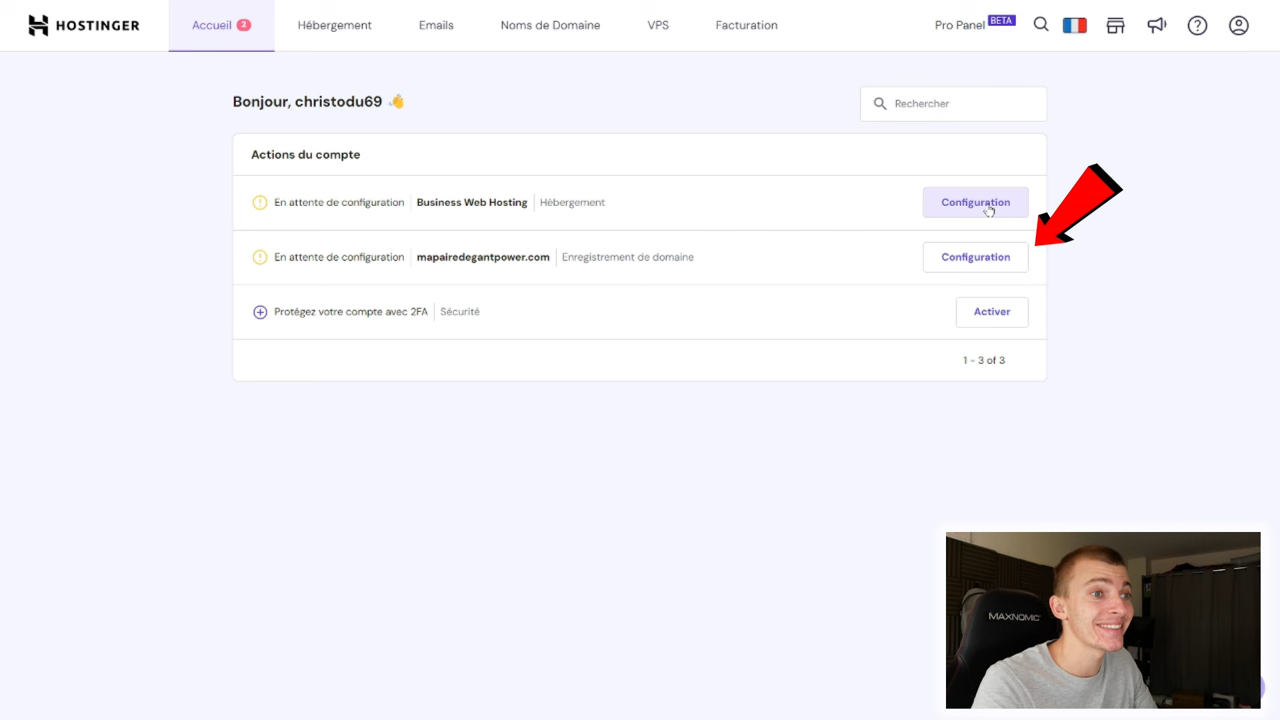 HOSTINGER
Accueil 2 Hébergement Emails Noms de Domaine VPS Facturation Pro Panel BETA
Bonjour, christodu69 👋
Rechercher
Actions du compte
En attente de configuration Business Web Hosting Hébergement Configuration
En attente de configuration mapairedegantpower.com Enregistrement de domaine Configuration
Protégez votre compte avec 2FA Sécurité Activer
1 - 3 of 3
MAXNOMIC